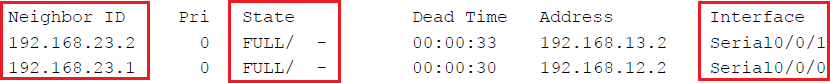 Neighbor ID     Pri   State           Dead Time   Address         Interface
192.168.23.2      0   FULL/  -        00:00:33    192.168.13.2    Serial0/0/1
192.168.23.1      0   FULL/  -        00:00:30    192.168.12.2    Serial0/0/0